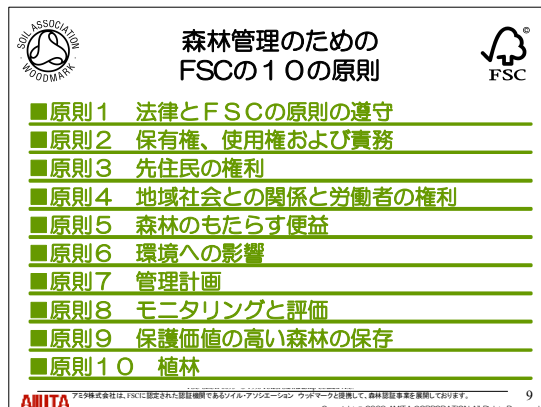 SOIL ASSOCIATION
WOODMARK
森林管理のための
FSCの10の原則
FSC
■原則1 法律とFSCの原則の遵守
■原則2 保有権、使用権および責務
■原則3 先住民の権利
■原則4 地域社会との関係と労働者の権利
■原則5 森林のもたらす便益
■原則6 環境への影響
■原則7 管理計画
■原則8 モニタリングと評価
■原則9 保護価値の高い森林の保存
■原則10 植林
AMITA
アミタ株式会社は、FSCに認定された認証機関であるソイル・アソシエーション ウッドマークと提携して、森林認証事業を展開しております。
9